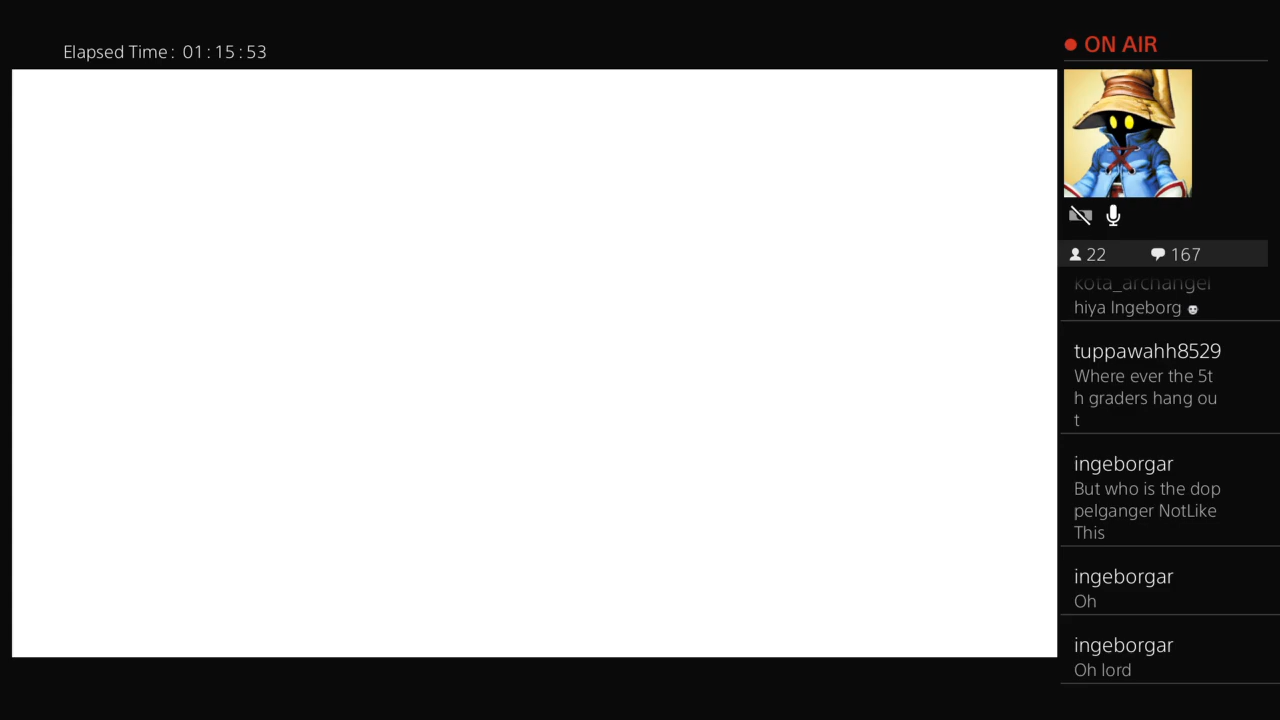 Elapsed Time: 01:15:53
ON AIR
22 167
kota_archangel
hiya Ingeborg
tuppawahh8529
Where ever the 5t
h graders hang ou
t
ingeborgar
But who is the dop
pelganger NotLike
This
ingeborgar
Oh
ingeborgar
Oh lord